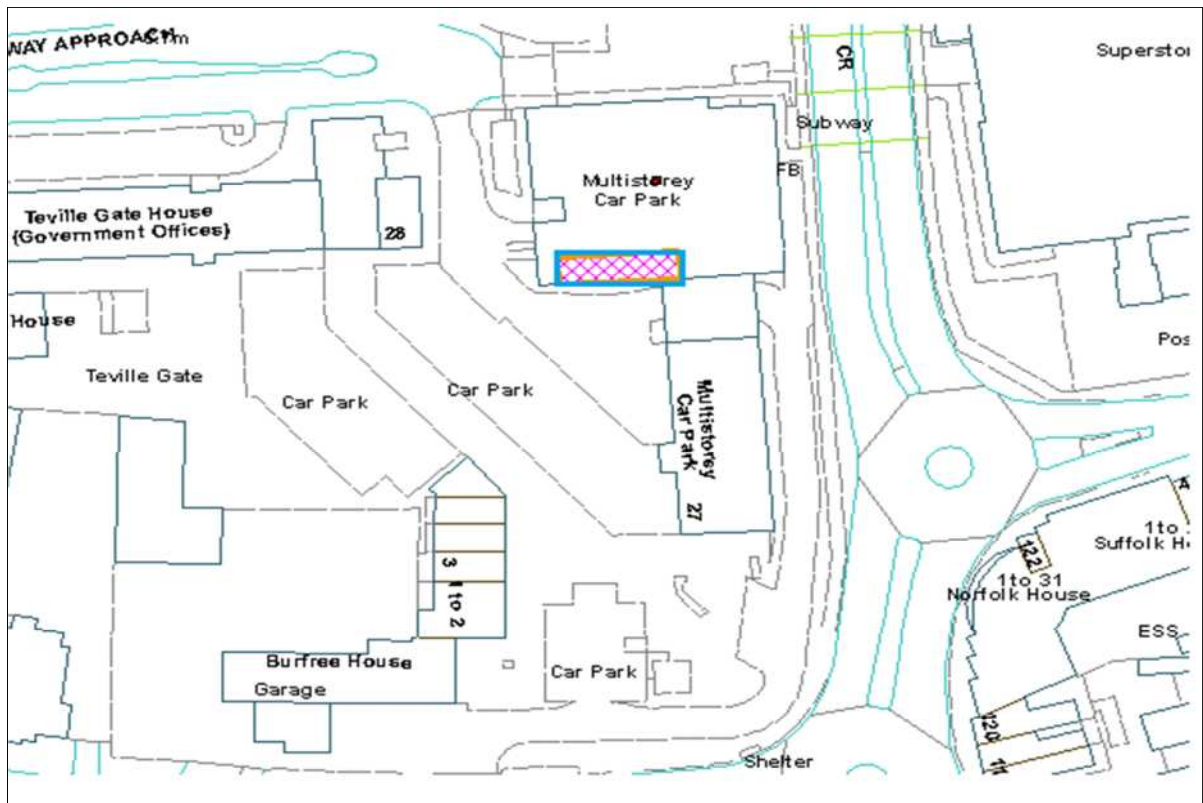 WAY APPROACH
CR
Superstor
Subway
FB
Multistorey
Car Park
Teville Gate House
(Government Offices)
28
House
Teville Gate
Car Park
Car Park
Multistorey
Car Park
27
Pos
3
1 to 2
122
1to
Suffolk H
1to 31
Norfolk House
ESS
Burfree House
Garage
Car Park
120
11
Shelter